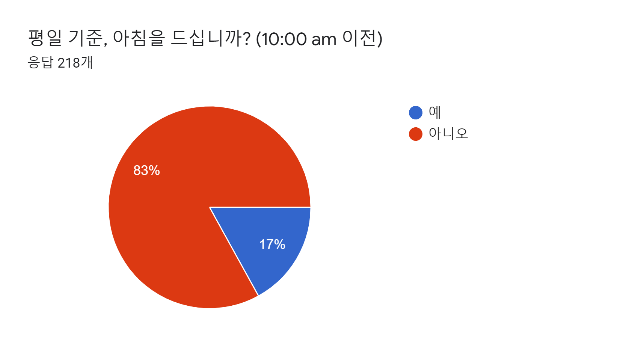 평일 기준, 아침을 드십니까? (10:00 am 이전)
응답 218개
예
아니오
83%
17%